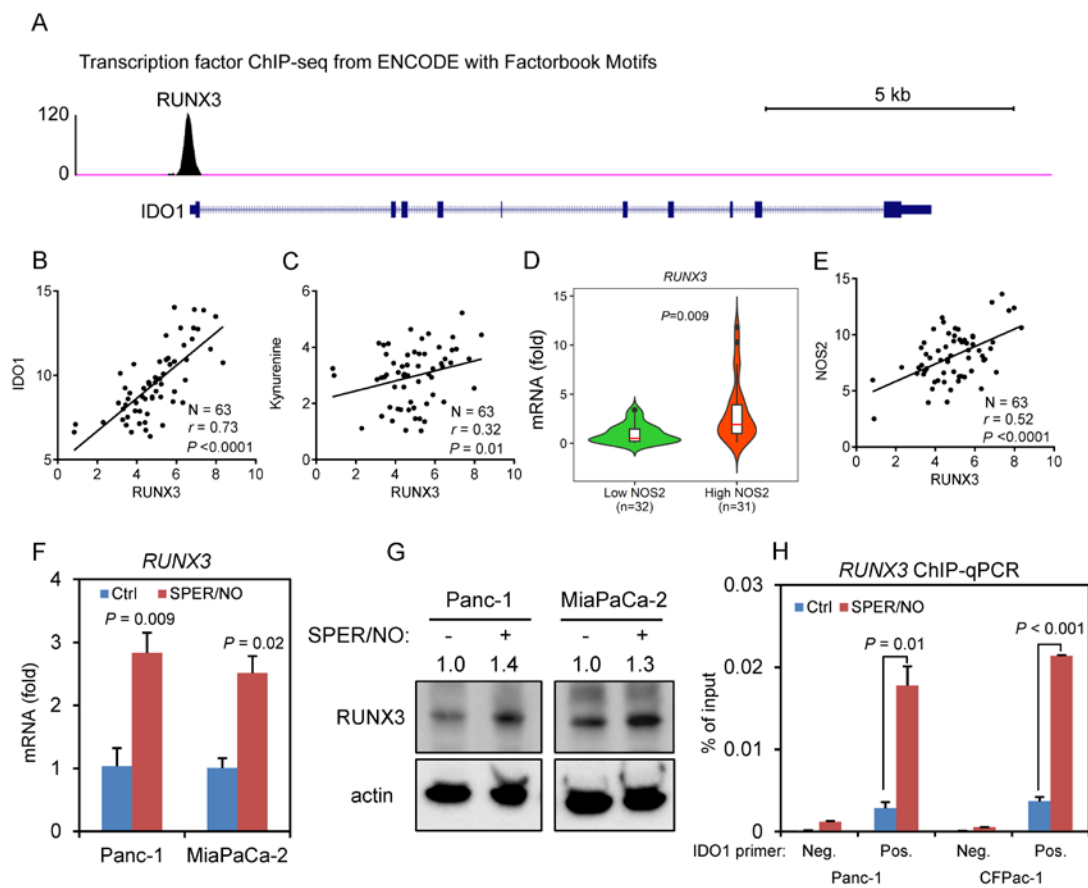 A
Transcription factor ChIP-seq from ENCODE with Factorbook Motifs
RUNX3
5 kb
120
0
IDO1
B
IDO1
15
10
5
0
N = 63
r = 0.73
P <0.0001
0 2 4 6 8 10
RUNX3
C
Kynurenine
6
4
2
0
N = 63
r = 0.32
P = 0.01
0 2 4 6 8 10
RUNX3
D
RUNX3
mRNA (fold)
15
10
5
0
P=0.009
Low NOS2
(n=32)
High NOS2
(n=31)
E
NOS2
15
10
5
0
N = 63
r = 0.52
P <0.0001
0 2 4 6 8 10
RUNX3
F
RUNX3
mRNA (fold)
4
3
2
1
0
Ctrl SPER/NO
P = 0.009
P = 0.02
Panc-1 MiaPaCa-2
G
Panc-1 MiaPaCa-2
SPER/NO: - + - +
1.0 1.4 1.0 1.3
RUNX3
actin
H
RUNX3 ChIP-qPCR
% of input
0.03
0.02
0.01
0
Ctrl SPER/NO
P = 0.01
P < 0.001
IDO1 primer: Neg. Pos. Neg. Pos.
Panc-1 CFPac-1